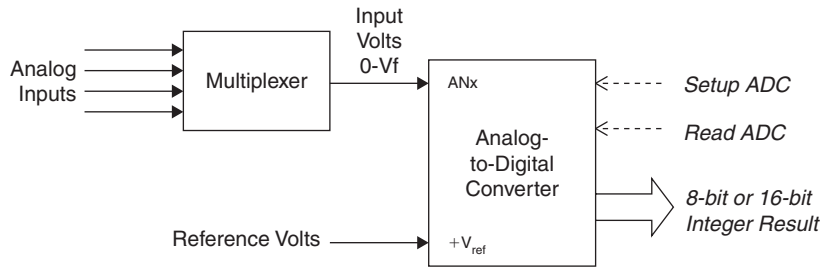 Analog
Inputs
Multiplexer
Input
Volts
0-Vf
ANx
Analog-
to-Digital
Converter
+Vref
Reference Volts
Setup ADC
Read ADC
8-bit or 16-bit
Integer Result